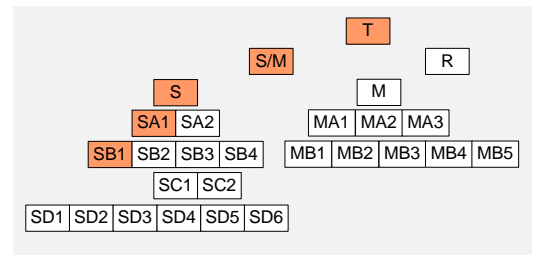 T
S/M R
S M
SA1 SA2 MA1 MA2 MA3
SB1 SB2 SB3 SB4 MB1 MB2 MB3 MB4 MB5
SC1 SC2
SD1 SD2 SD3 SD4 SD5 SD6